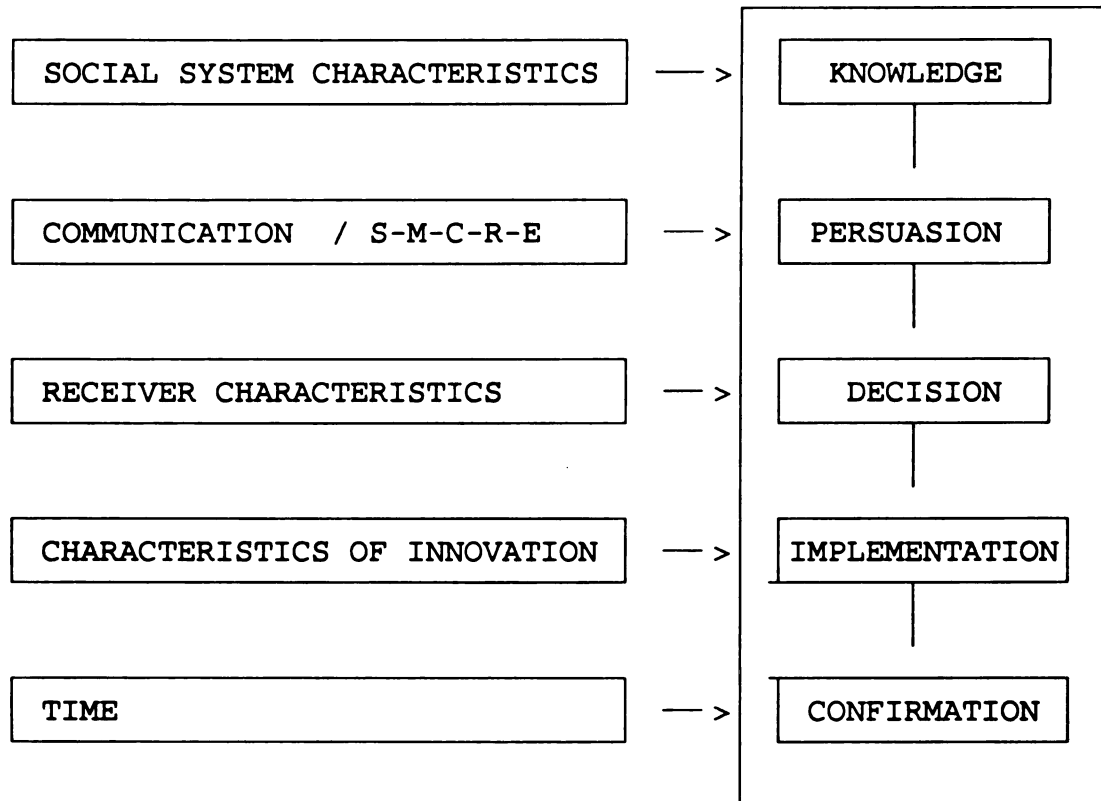 SOCIAL SYSTEM CHARACTERISTICS — > KNOWLEDGE
COMMUNICATION / S-M-C-R-E — > PERSUASION
RECEIVER CHARACTERISTICS — > DECISION
CHARACTERISTICS OF INNOVATION — > IMPLEMENTATION
TIME — > CONFIRMATION